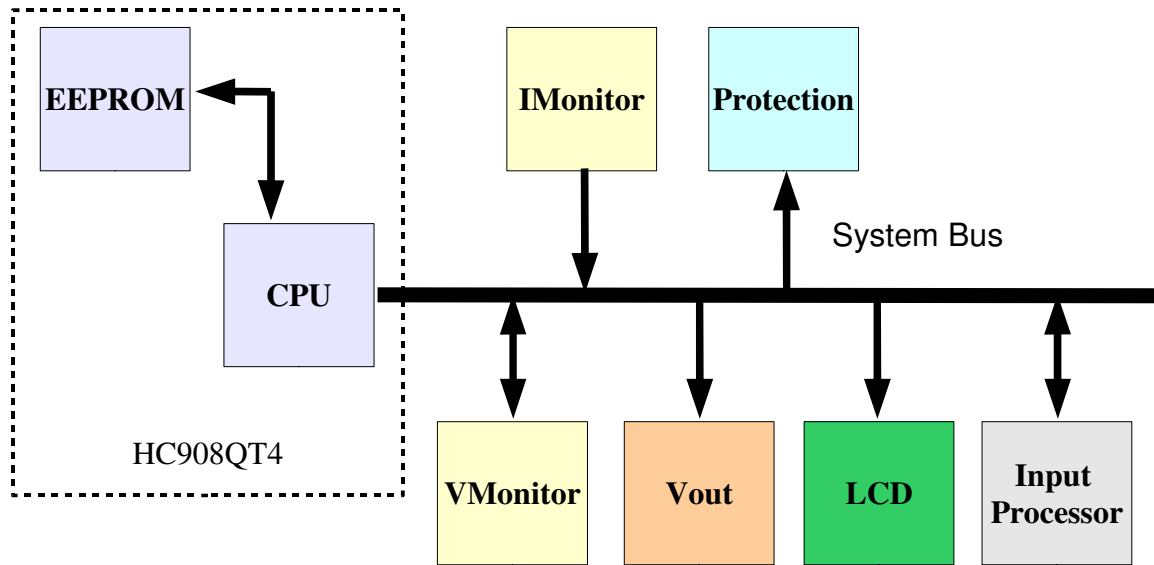 EEPROM
IMonitor
Protection
System Bus
CPU
HC908QT4
VMonitor
Vout
LCD
Input
Processor